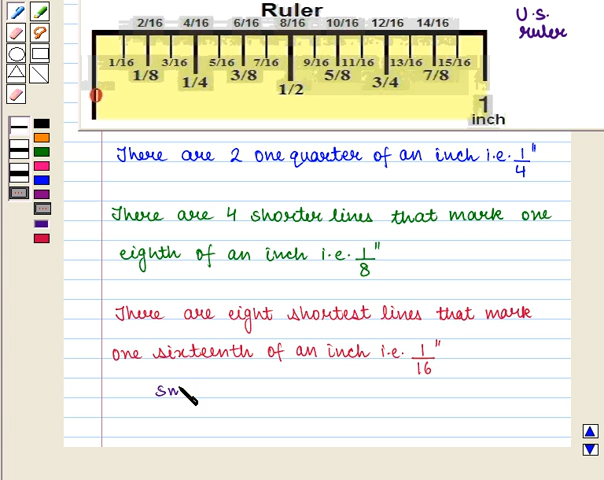 Ruler
U.S.
ruler
2/16 4/16 6/16 8/16 10/16 12/16 14/16
1/16 3/16 5/16 7/16 9/16 11/16 13/16 15/16
1/8 1/4 3/8 1/2 5/8 3/4 7/8
0 1
inch
There are 2 one quarter of an inch i.e. 1/4"
There are 4 shorter lines that mark one
eighth of an inch i.e. 1/8"
There are eight shortest lines that mark
one sixteenth of an inch i.e. 1/16"
sm